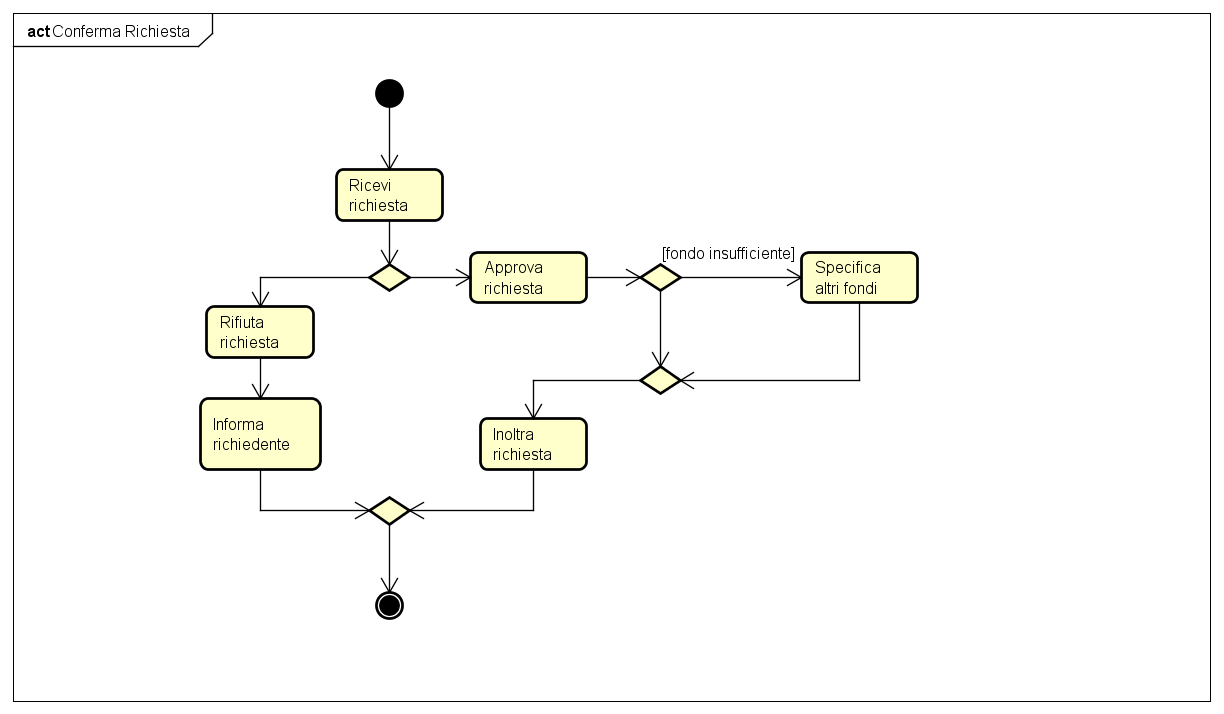 act Conferma Richiesta
Ricevi
richiesta
[fondo insufficiente]
Approva
richiesta
Specifica
altri fondi
Rifiuta
richiesta
Informa
richiedente
Inoltra
richiesta